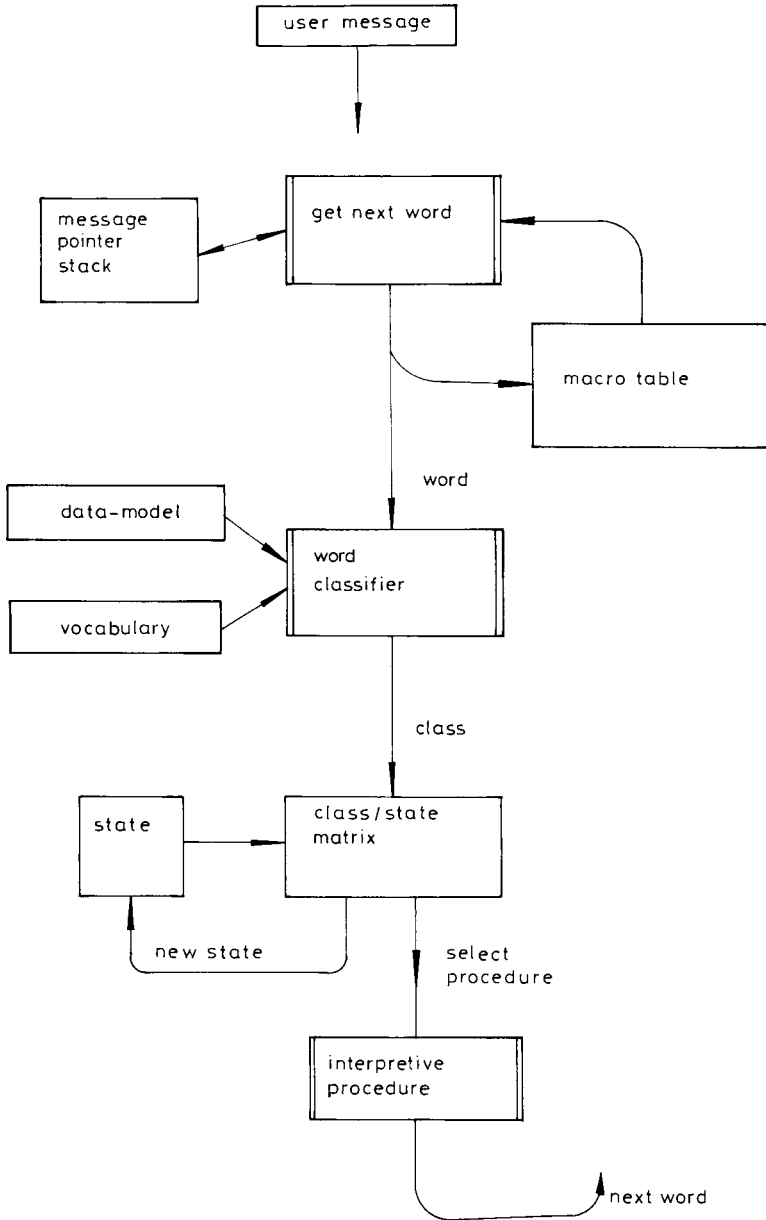 user message
get next word
message
pointer
stack
macro table
word
data-model
word
classifier
vocabulary
class
state
class/state
matrix
new state
select
procedure
interpretive
procedure
next word